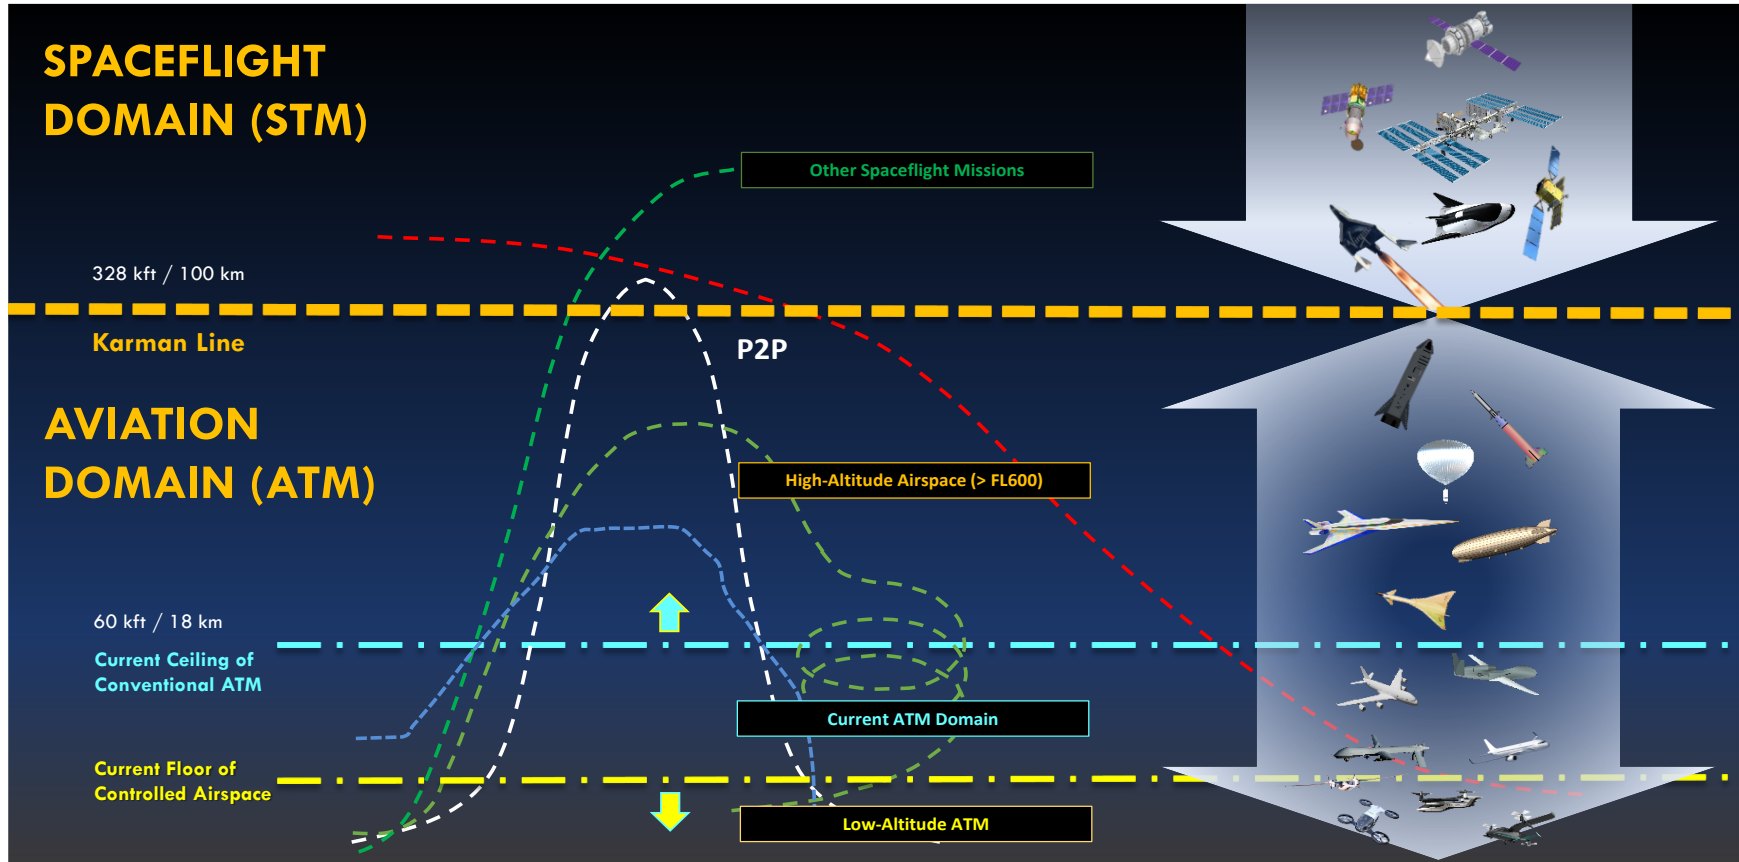 SPACEFLIGHT
DOMAIN (STM)
Other Spaceflight Missions
328 kft / 100 km
Karman Line
P2P
AVIATION
DOMAIN (ATM)
High-Altitude Airspace (> FL600)
60 kft / 18 km
Current Ceiling of
Conventional ATM
Current ATM Domain
Current Floor of
Controlled Airspace
Low-Altitude ATM